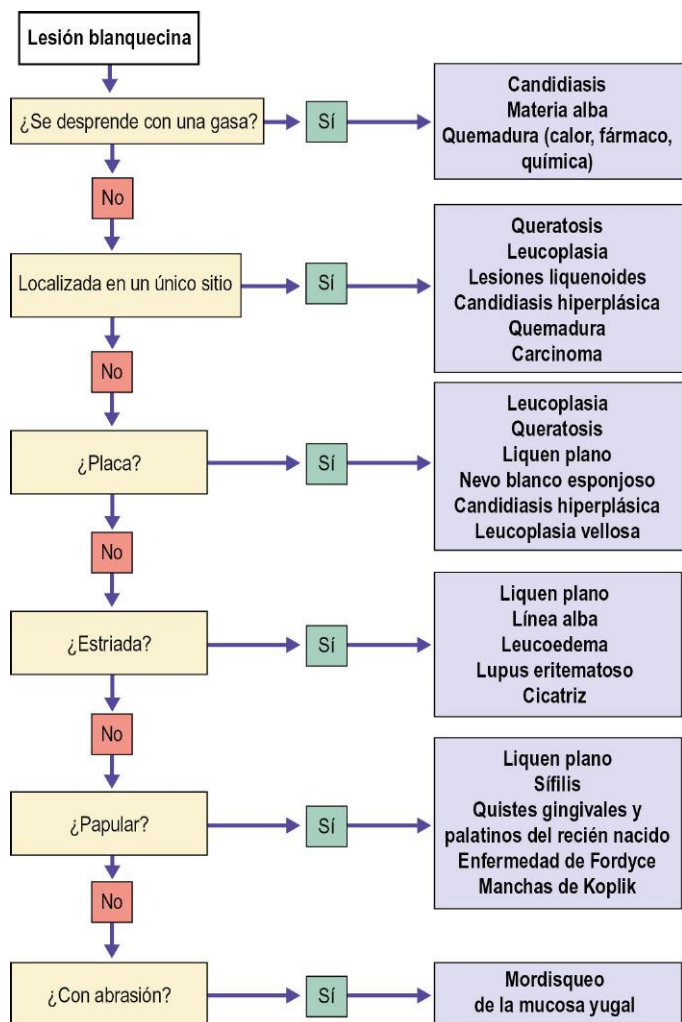 Lesión blanquecina
¿Se desprende con una gasa?
Sí
Candidiasis
Materia alba
Quemadura (calor, fármaco,
química)
No
Localizada en un único sitio
Sí
Queratosis
Leucoplasia
Lesiones liquenoides
Candidiasis hiperplásica
Quemadura
Carcinoma
No
¿Placa?
Sí
Leucoplasia
Queratosis
Liquen plano
Nevo blanco esponjoso
Candidiasis hiperplásica
Leucoplasia vellosa
No
¿Estriada?
Sí
Liquen plano
Línea alba
Leucoedema
Lupus eritematoso
Cicatriz
No
¿Papular?
Sí
Liquen plano
Sífilis
Quistes gingivales y
palatinos del recién nacido
Enfermedad de Fordyce
Manchas de Koplik
No
¿Con abrasión?
Sí
Mordisqueo
de la mucosa yugal